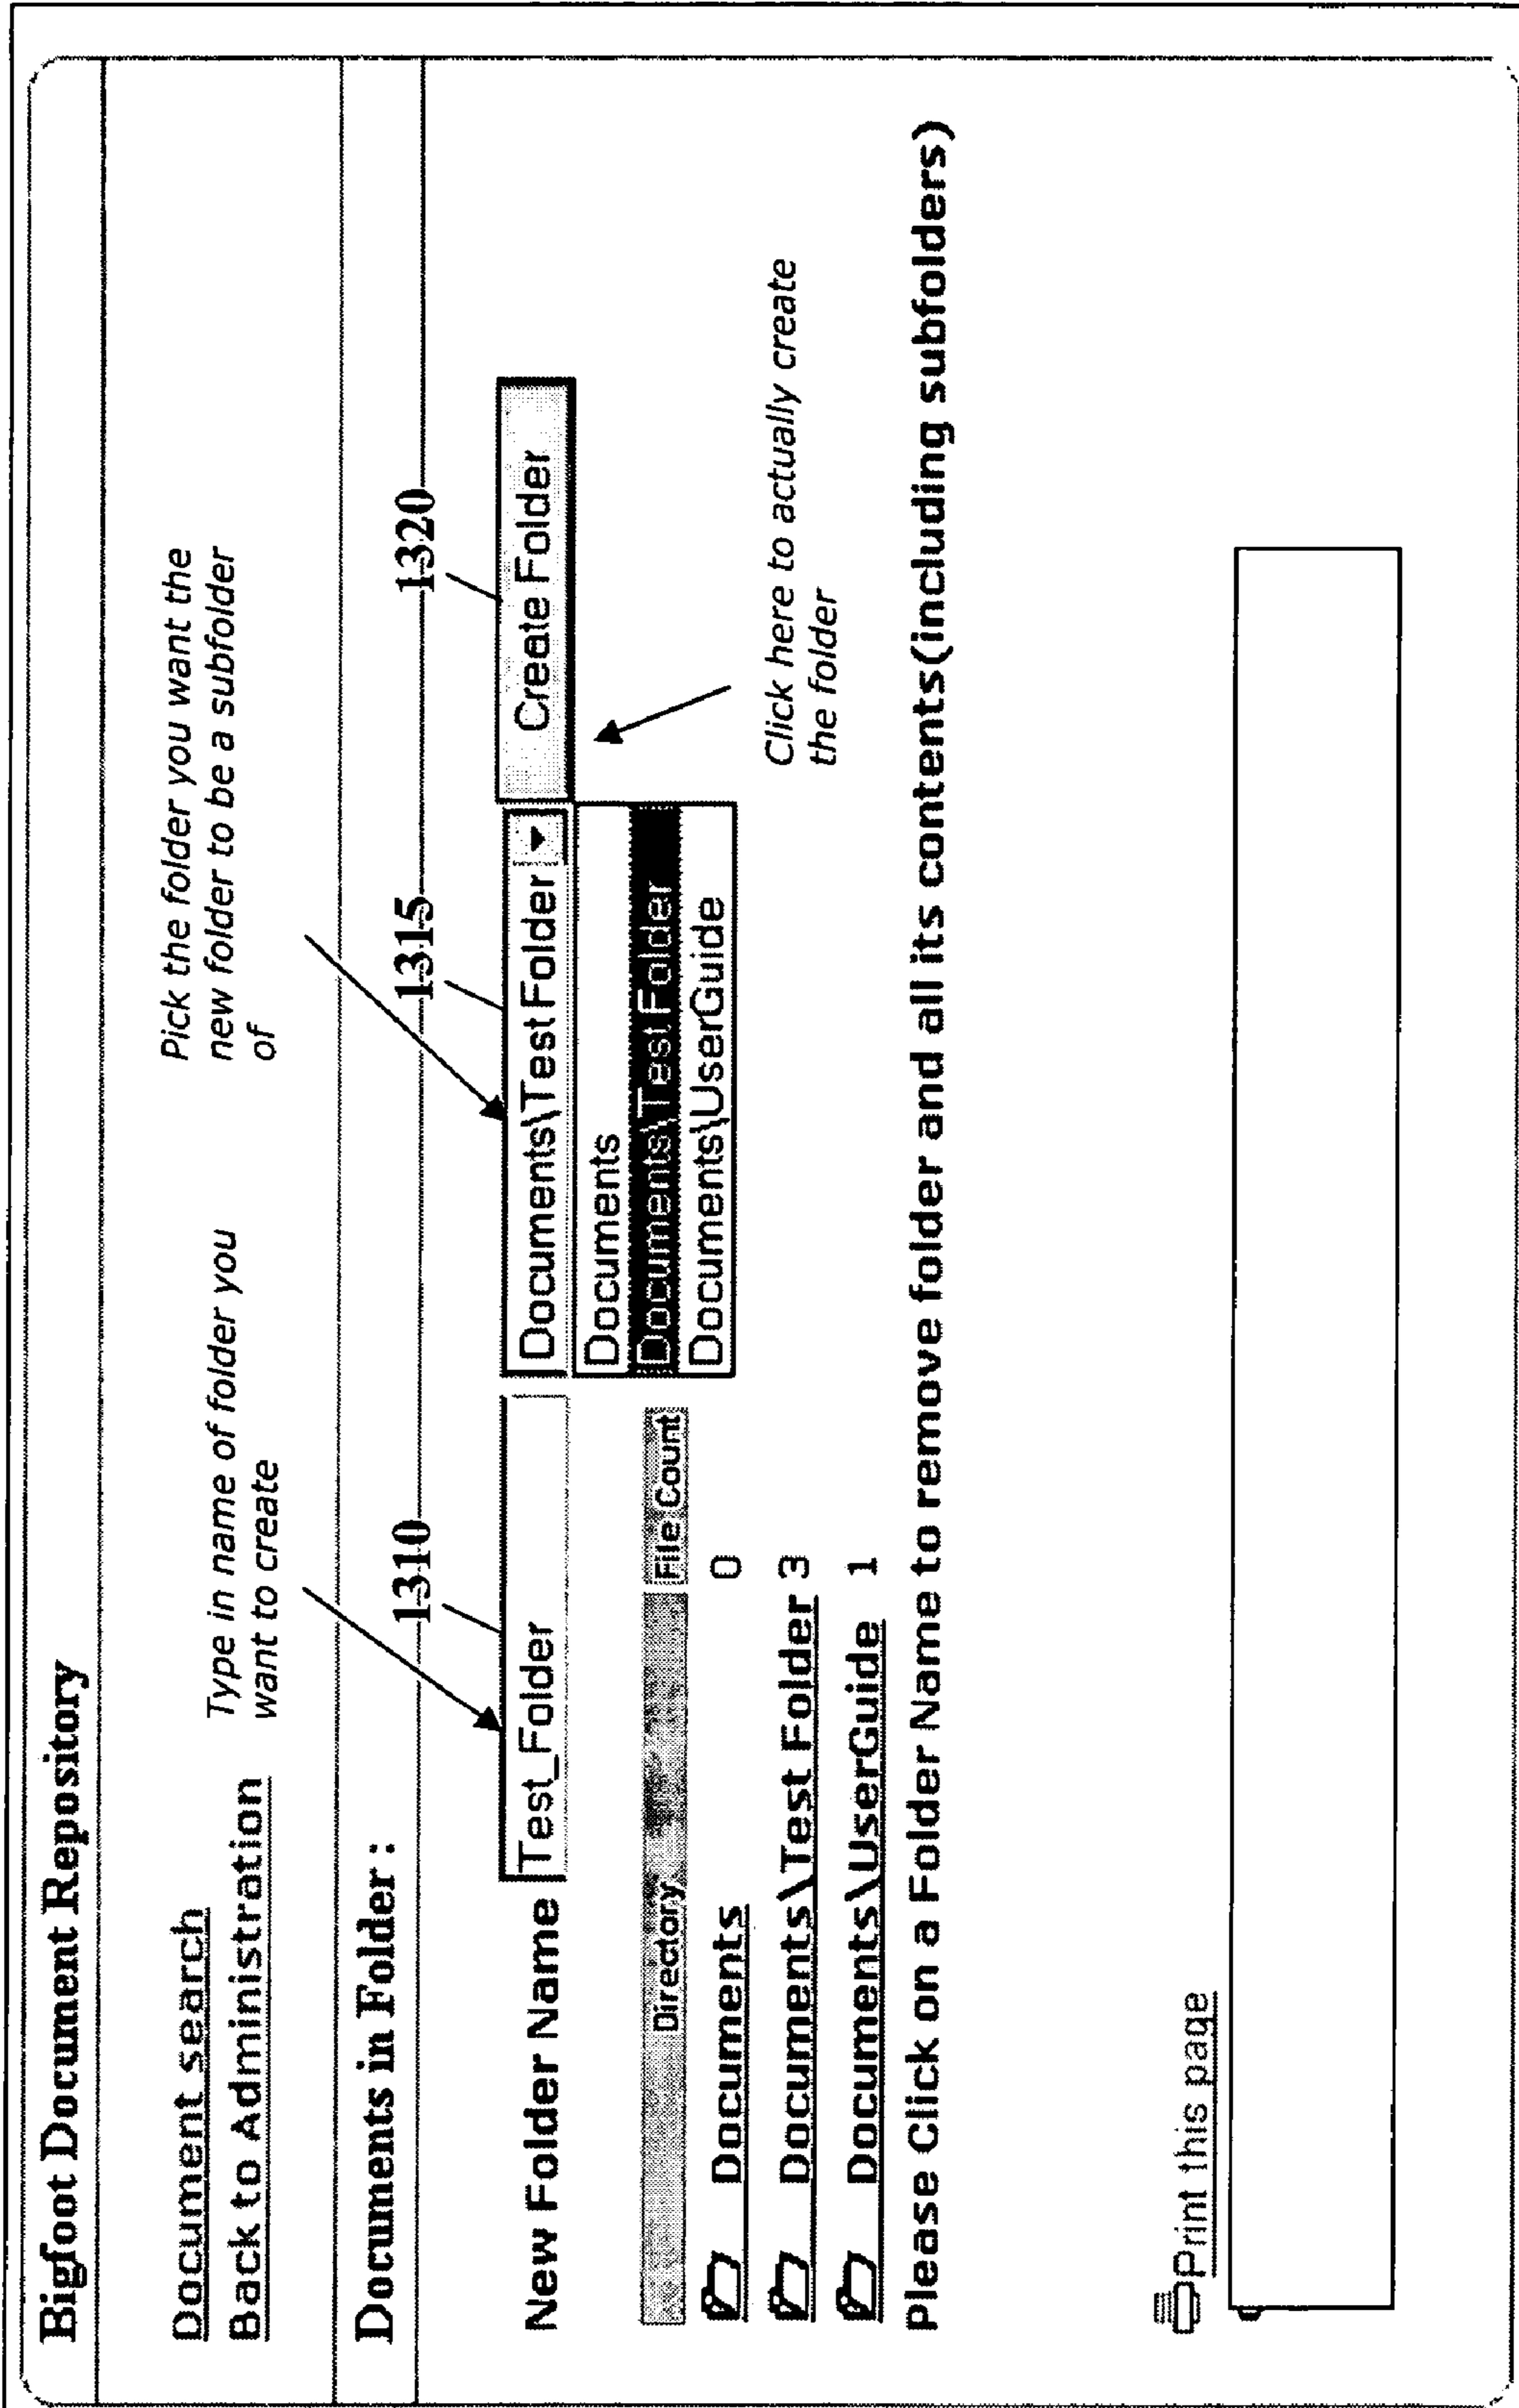 Bigfoot Document Repository
Document search
Back to Administration
Type in name of folder you
want to create
Pick the folder you want the
new folder to be a subfolder
of
Documents in Folder :
1310
1315
1320
New Folder Name
Test_Folder
Documents\Test Folder
Create Folder
Documents
Documents\Test Folder
Documents\UserGuide
Click here to actually create
the folder
Directory
File Count
Documents 0
Documents\Test Folder 3
Documents\UserGuide 1
Please Click on a Folder Name to remove folder and all its contents(including subfolders)
Print this page